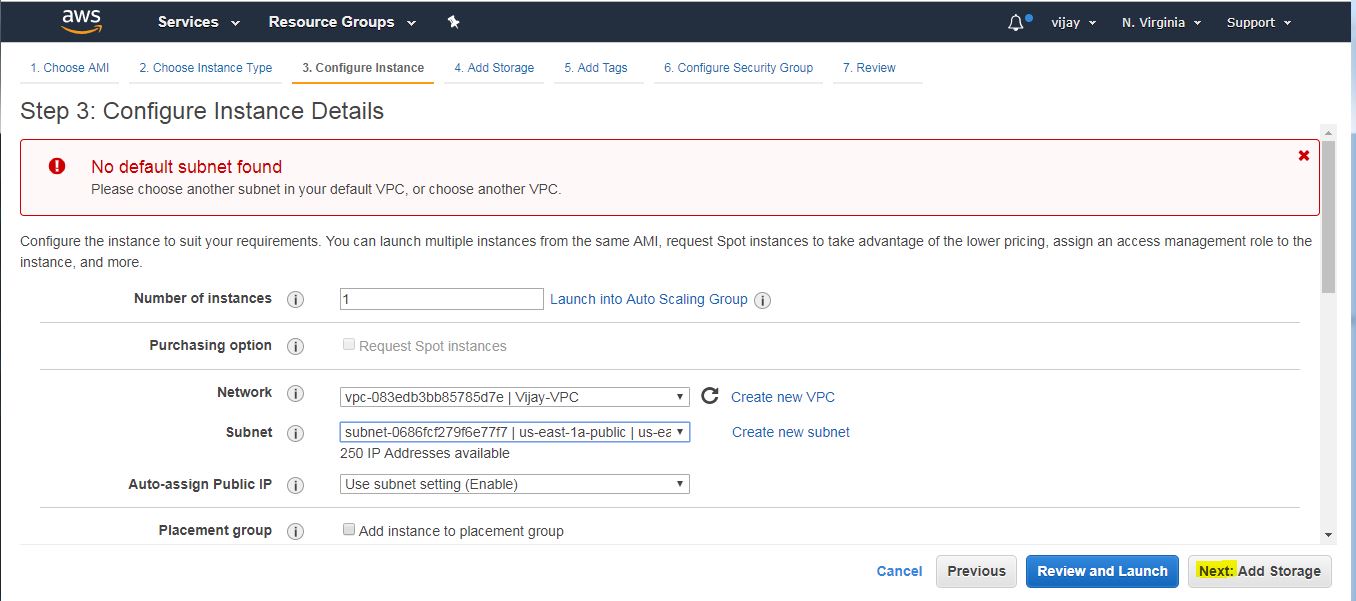 aws Services Resource Groups vijay N. Virginia Support
1. Choose AMI 2. Choose Instance Type 3. Configure Instance 4. Add Storage 5. Add Tags 6. Configure Security Group 7. Review
Step 3: Configure Instance Details
No default subnet found
Please choose another subnet in your default VPC, or choose another VPC.
Configure the instance to suit your requirements. You can launch multiple instances from the same AMI, request Spot instances to take advantage of the lower pricing, assign an access management role to the
instance, and more.
Number of instances 1 Launch into Auto Scaling Group
Purchasing option Request Spot instances
Network vpc-083edb3bb85785d7e | Vijay-VPC Create new VPC
Subnet subnet-0686fcf279f6e77f7 | us-east-1a-public | us-ea Create new subnet
250 IP Addresses available
Auto-assign Public IP Use subnet setting (Enable)
Placement group Add instance to placement group
Cancel Previous Review and Launch Next: Add Storage